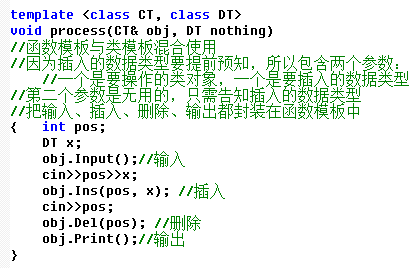 template <class CT, class DT>
void process(CT& obj, DT nothing)
//函数模板与类模板混合使用
//因为插入的数据类型要提前预知，所以包含两个参数：
//一个是要操作的类对象，一个是要插入的数据类型
//第二个参数是无用的，只需告知插入的数据类型
//把输入、插入、删除、输出都封装在函数模板中
{ int pos;
DT x;
obj.Input();//输入
cin>>pos>>x;
obj.Ins(pos, x); //插入
cin>>pos;
obj.Del(pos); //删除
obj.Print();//输出
}